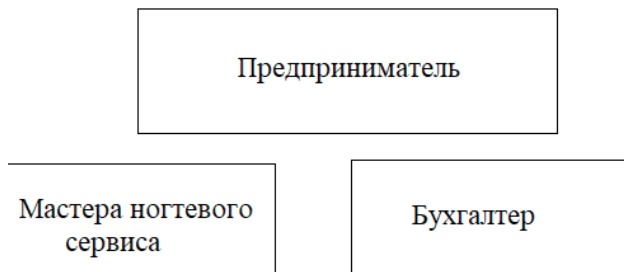 Предприниматель
Мастера ногтевого
сервиса
Бухгалтер